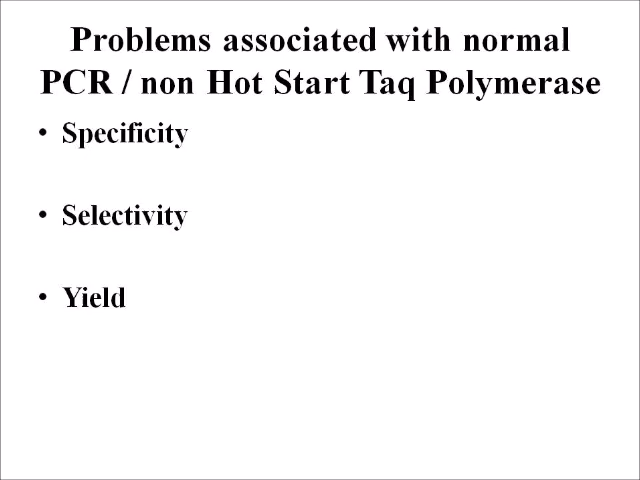 Problems associated with normal
PCR / non Hot Start Taq Polymerase
• Specificity
• Selectivity
• Yield